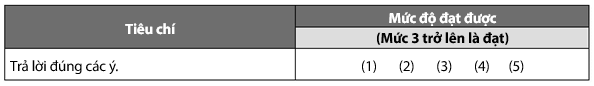 Tiêu chí
Mức độ đạt được
(Mức 3 trở lên là đạt)
Trả lời đúng các ý.
(1) (2) (3) (4) (5)